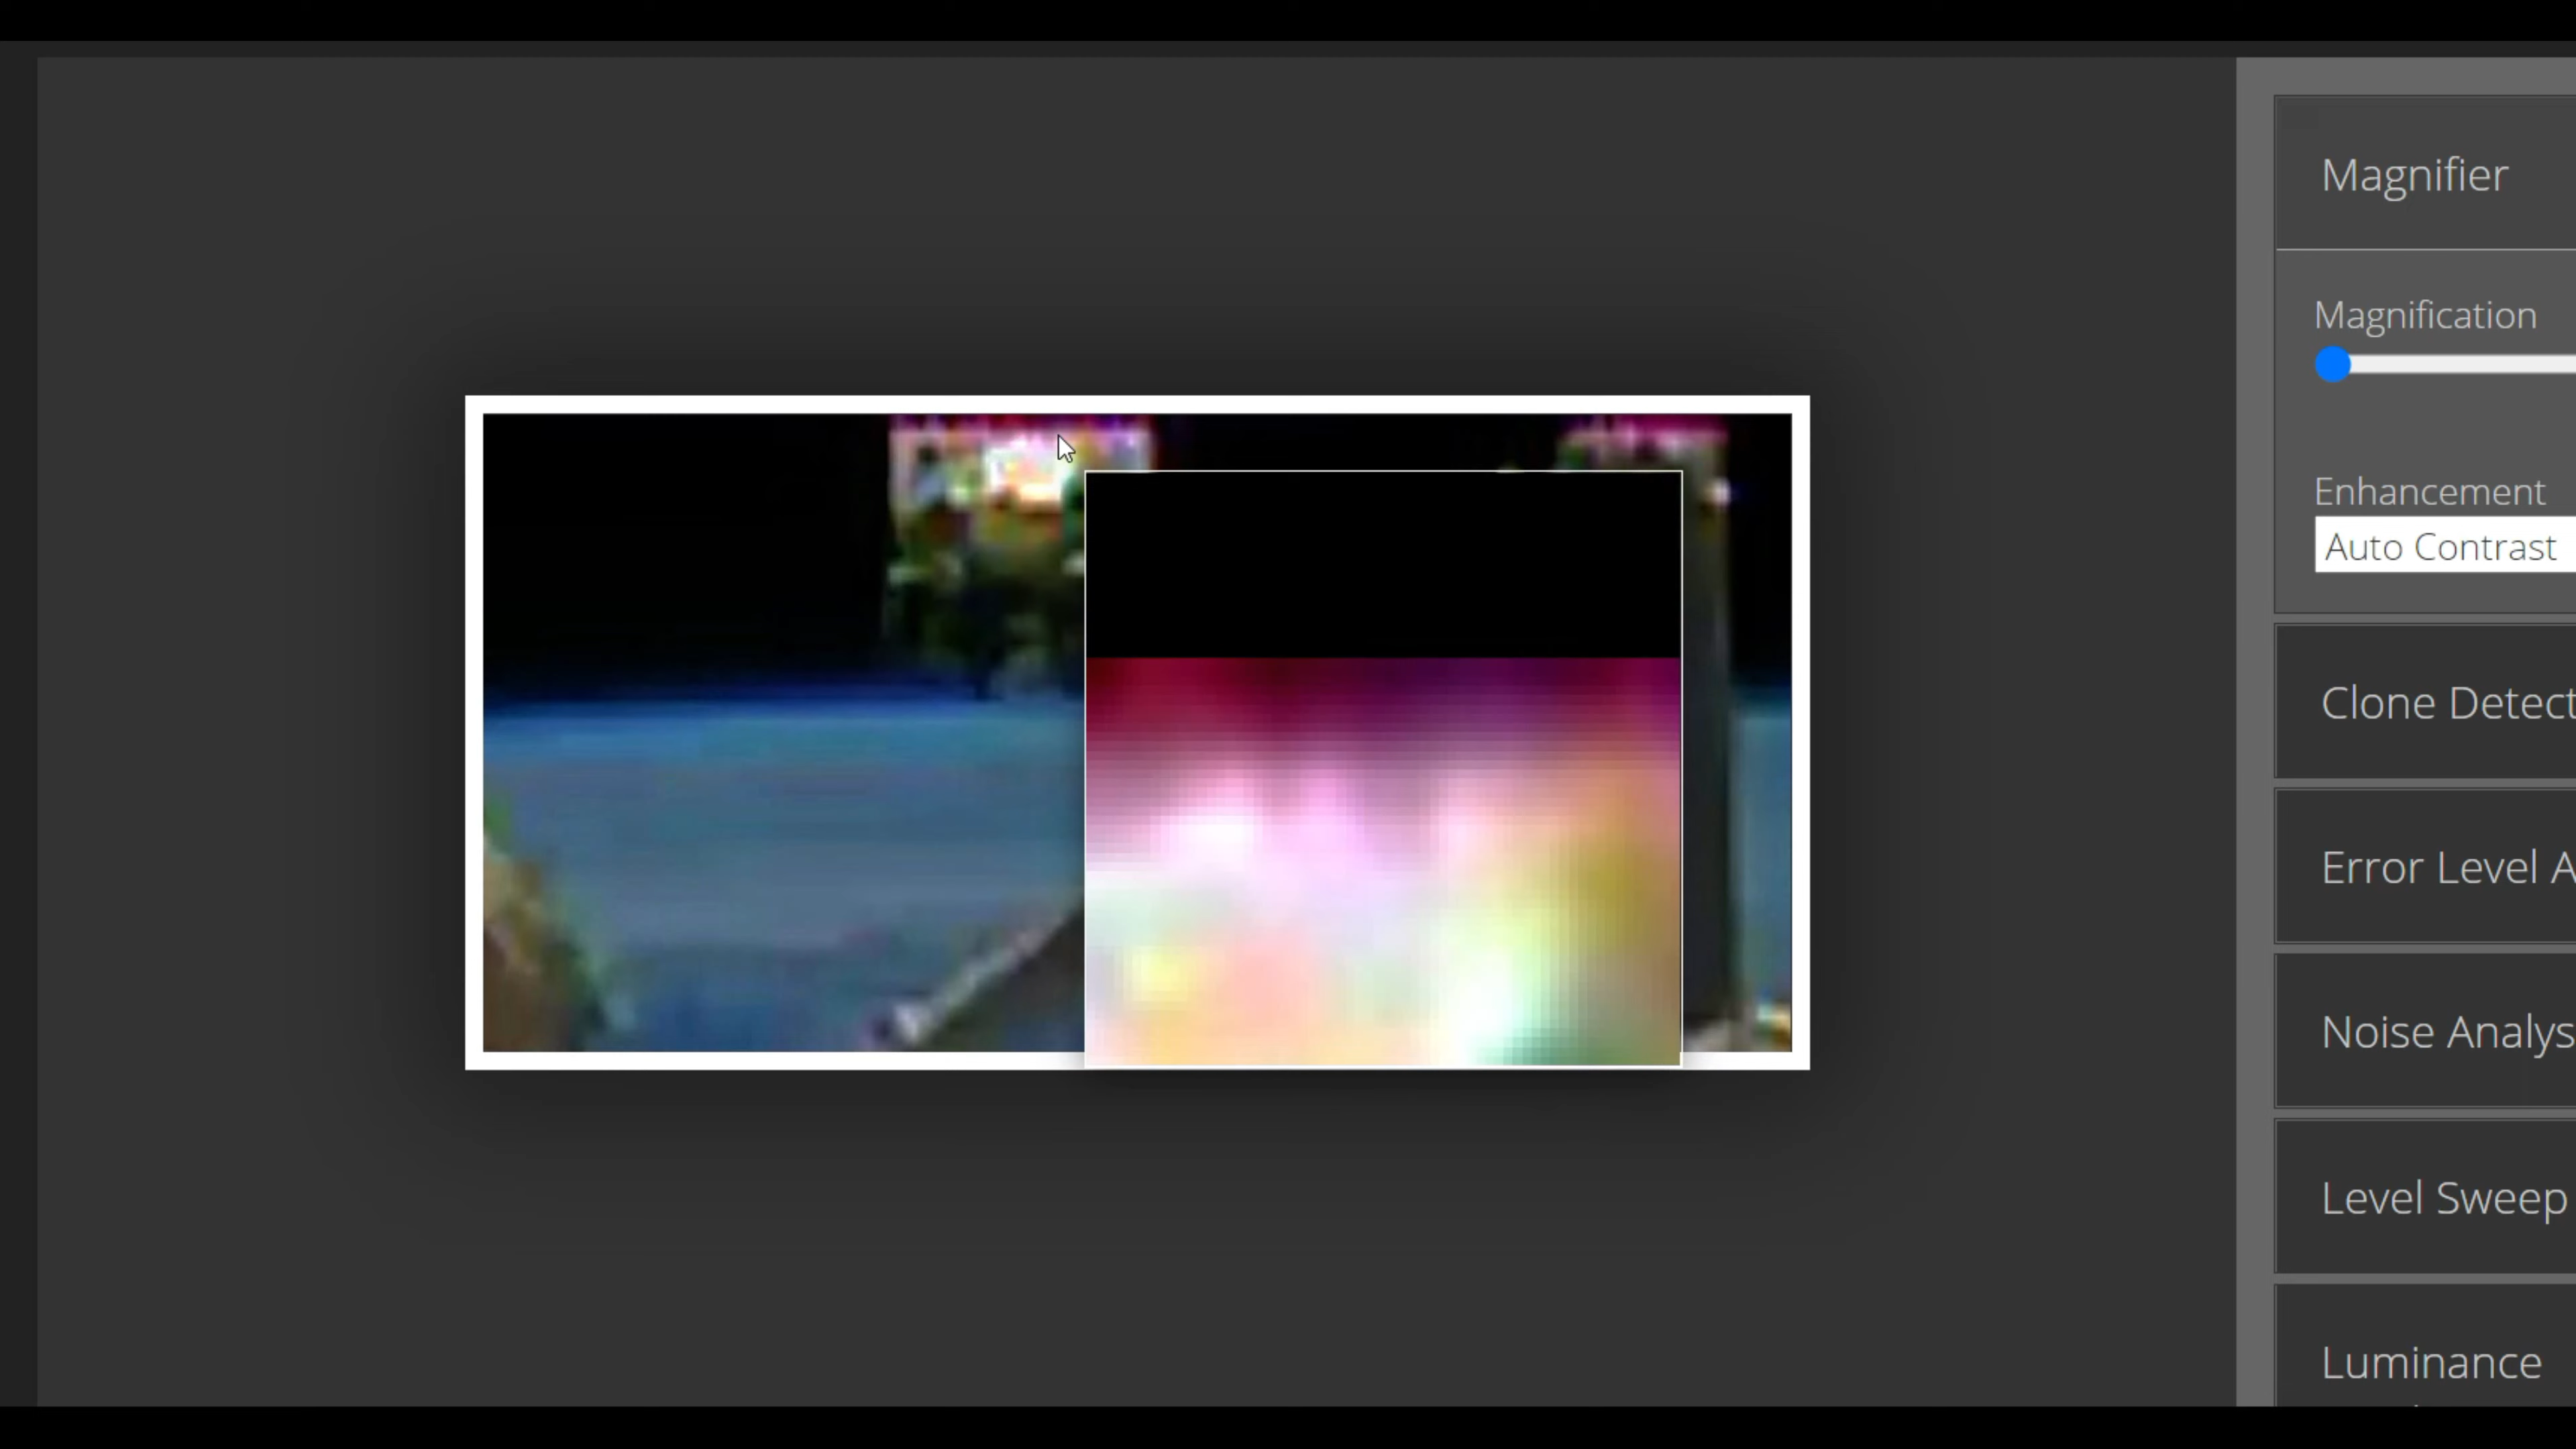 Magnifier
Magnification
Enhancement
Auto Contrast
Clone Detect
Error Level A
Noise Analys
Level Sweep
Luminance